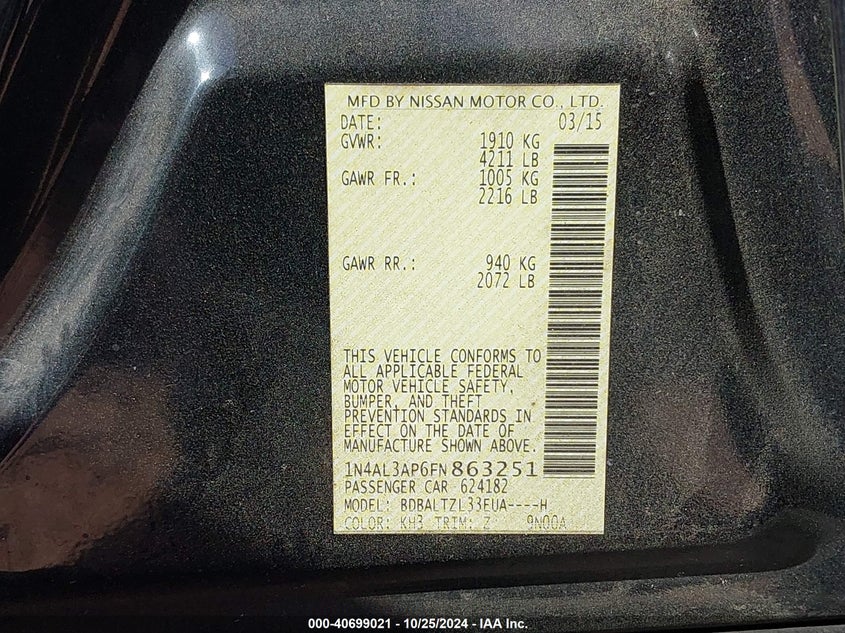 MFD BY NISSAN MOTOR CO., LTD.
DATE: 03/15
GVWR: 1910 KG
4211 LB
GAWR FR.: 1005 KG
2216 LB
GAWR RR.: 940 KG
2072 LB
THIS VEHICLE CONFORMS TO
ALL APPLICABLE FEDERAL
MOTOR VEHICLE SAFETY,
BUMPER, AND THEFT
PREVENTION STANDARDS IN
EFFECT ON THE DATE OF
MANUFACTURE SHOWN ABOVE.
1N4AL3AP6FN863251
PASSENGER CAR 624182
MODEL: BDBALTZL33EUA----H
COLOR: KH3 TRIM: Z 9N00A
000-40699021 - 10/25/2024 - IAA Inc.